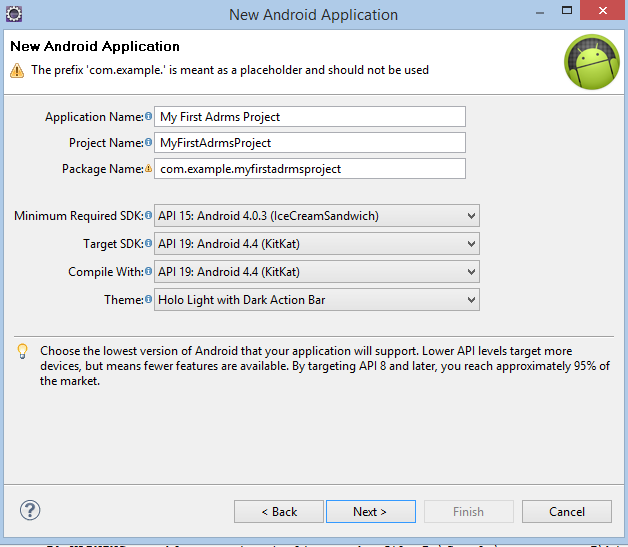 New Android Application
New Android Application
The prefix 'com.example.' is meant as a placeholder and should not be used
Application Name: My First Adrms Project
Project Name: MyFirstAdrmsProject
Package Name: com.example.myfirstadrmsproject
Minimum Required SDK: API 15: Android 4.0.3 (IceCreamSandwich)
Target SDK: API 19: Android 4.4 (KitKat)
Compile With: API 19: Android 4.4 (KitKat)
Theme: Holo Light with Dark Action Bar
Choose the lowest version of Android that your application will support. Lower API levels target more
devices, but means fewer features are available. By targeting API 8 and later, you reach approximately 95% of
the market.
? < Back Next > Finish Cancel